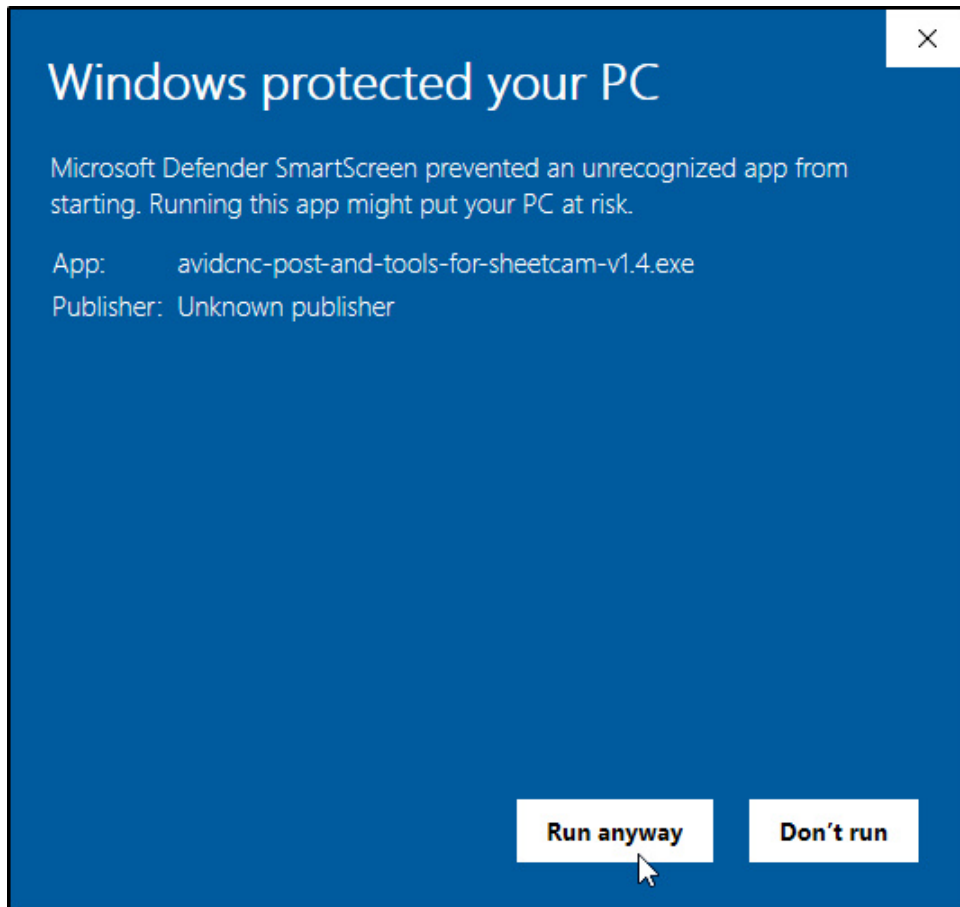 Windows protected your PC
Microsoft Defender SmartScreen prevented an unrecognized app from
starting. Running this app might put your PC at risk.
App: avidcnc-post-and-tools-for-sheetcam-v1.4.exe
Publisher: Unknown publisher
Run anyway Don’t run